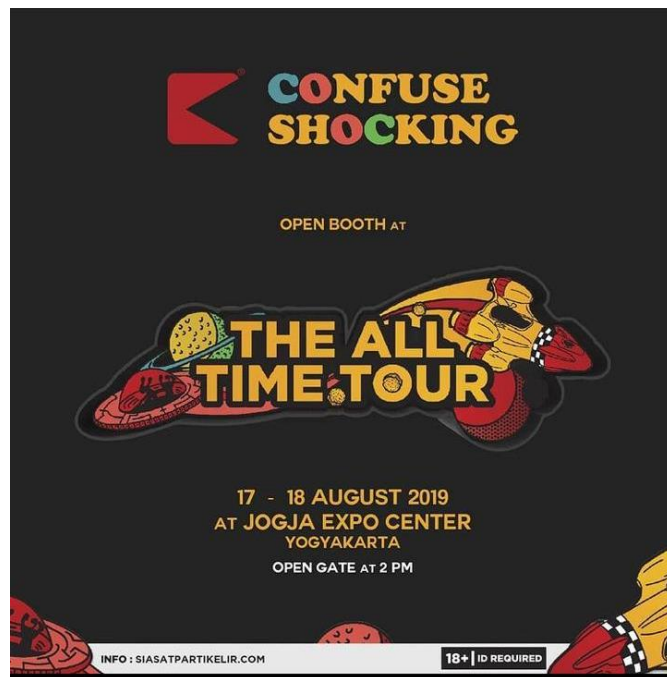 CONFUSE
SHOCKING
OPEN BOOTH AT
THE ALL
TIME TOUR
17 - 18 AUGUST 2019
AT JOGJA EXPO CENTER
YOGYAKARTA
OPEN GATE AT 2 PM
INFO : SIASATPARTIKELIR.COM
18+ | ID REQUIRED